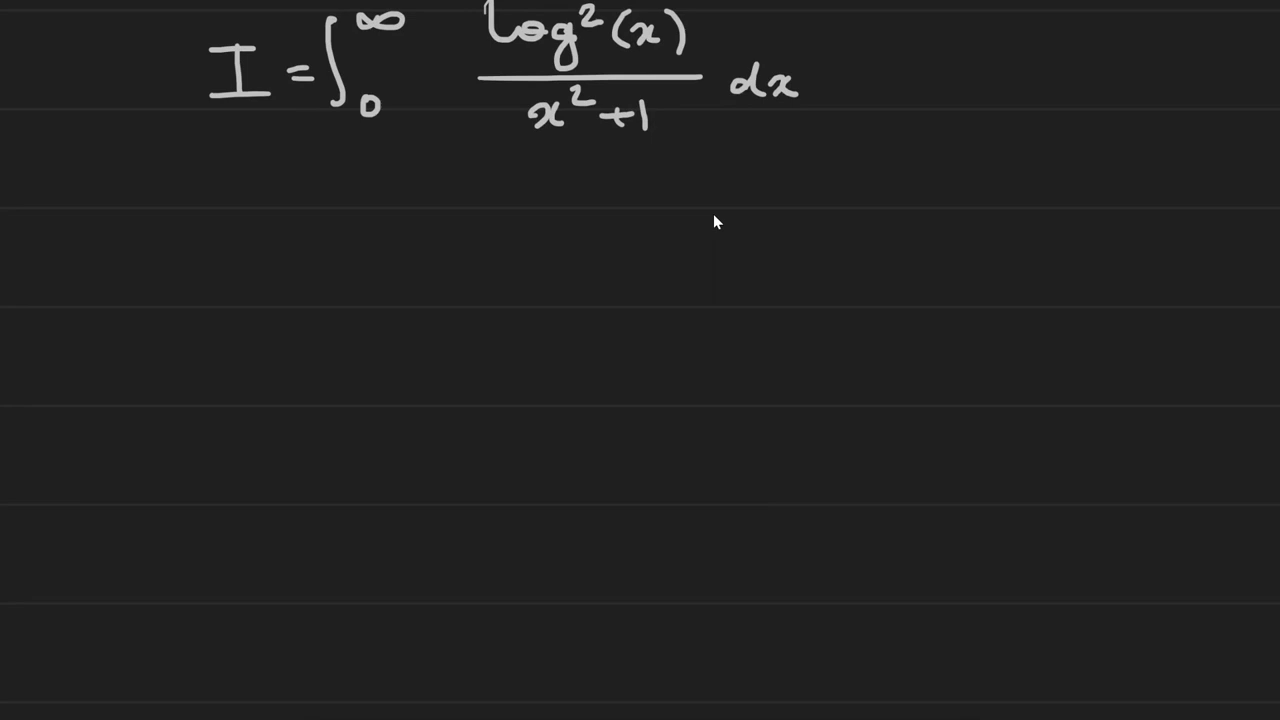 I = ∫₀^∞ log²(x) / (x² + 1) dx